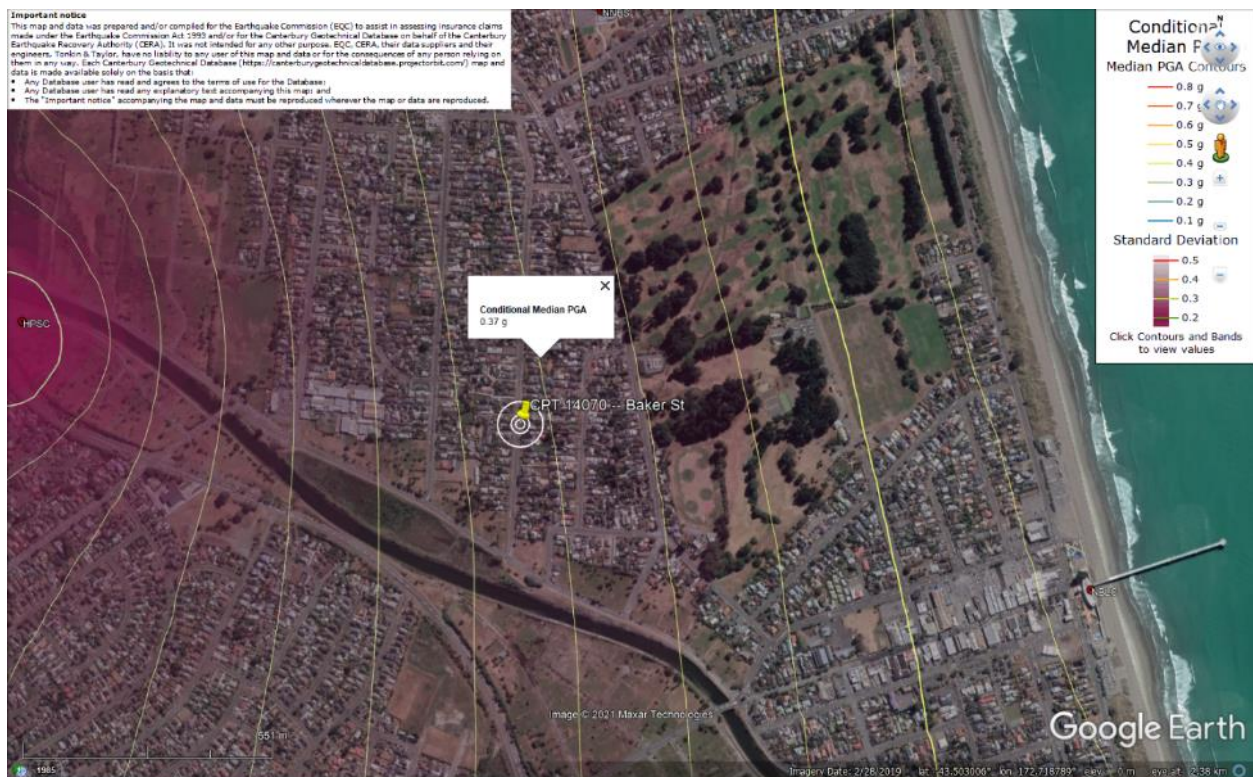 Important notice
This map and data was prepared and/or compiled for the Earthquake Commission (EQC) to assist in assessing insurance claims
made under the Earthquake Commission Act 1993 and/or for the Canterbury Geotechnical Database on behalf of the Canterbury
Earthquake Recovery Authority (CERA). It was not intended for any other purpose. EQC, CERA, their data suppliers and their
engineers, Tonkin & Taylor, have no liability to any user of this map and data or for the consequences of any person relying on
them in any way. Each Canterbury Geotechnical Database (https://canterburygeotechnicaldatabase.projectorbit.com/) map and
data is made available solely on the basis that:
• Any Database user has read and agrees to the terms of use for the Database;
• Any Database user has read any explanatory text accompanying this map; and
• The "Important notice" accompanying the map and data must be reproduced wherever the map or data are reproduced.
Conditional
Median
Median PGA Contours
0.8 g
0.7 g
0.6 g
0.5 g
0.4 g
0.3 g
0.2 g
0.1 g
Standard Deviation
0.5
0.4
0.3
0.2
Click Contours and Bands
to view values
N
HPSC
Conditional Median PGA
0.37 g
CPT-14070 -- Baker St
Image © 2021 Maxar Technologies
Google Earth
551 m
1985
Imagery Date: 2/28/2019 lat -43.503006° lon 172.718789° elev 0 m eye alt 2.38 km